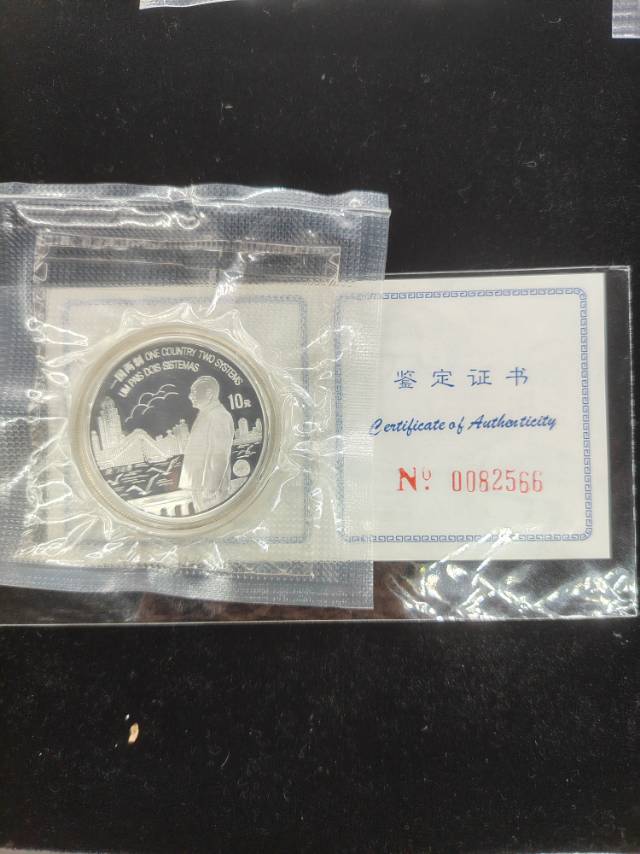 一国两制 ONE COUNTRY TWO SYSTEMS
UM PAÍS DOIS SISTEMAS
10元
鉴定证书
Certificate of Authenticity
Nº 0082566